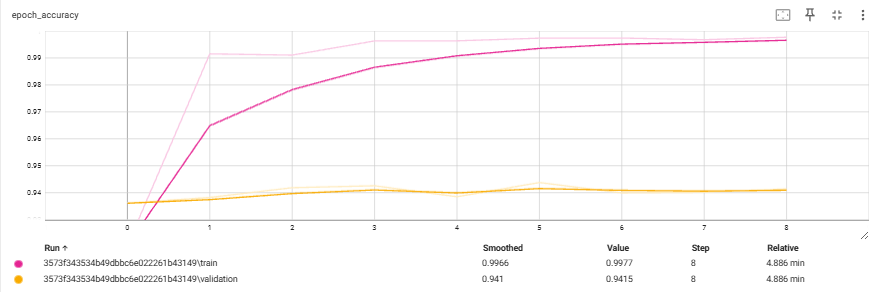 epoch_accuracy
0.99
0.98
0.97
0.96
0.95
0.94
0 1 2 3 4 5 6 7 8
Run ↑ Smoothed Value Step Relative
3573f343534b49dbbc6e022261b43149\train 0.9966 0.9977 8 4.886 min
3573f343534b49dbbc6e022261b43149\validation 0.941 0.9415 8 4.886 min